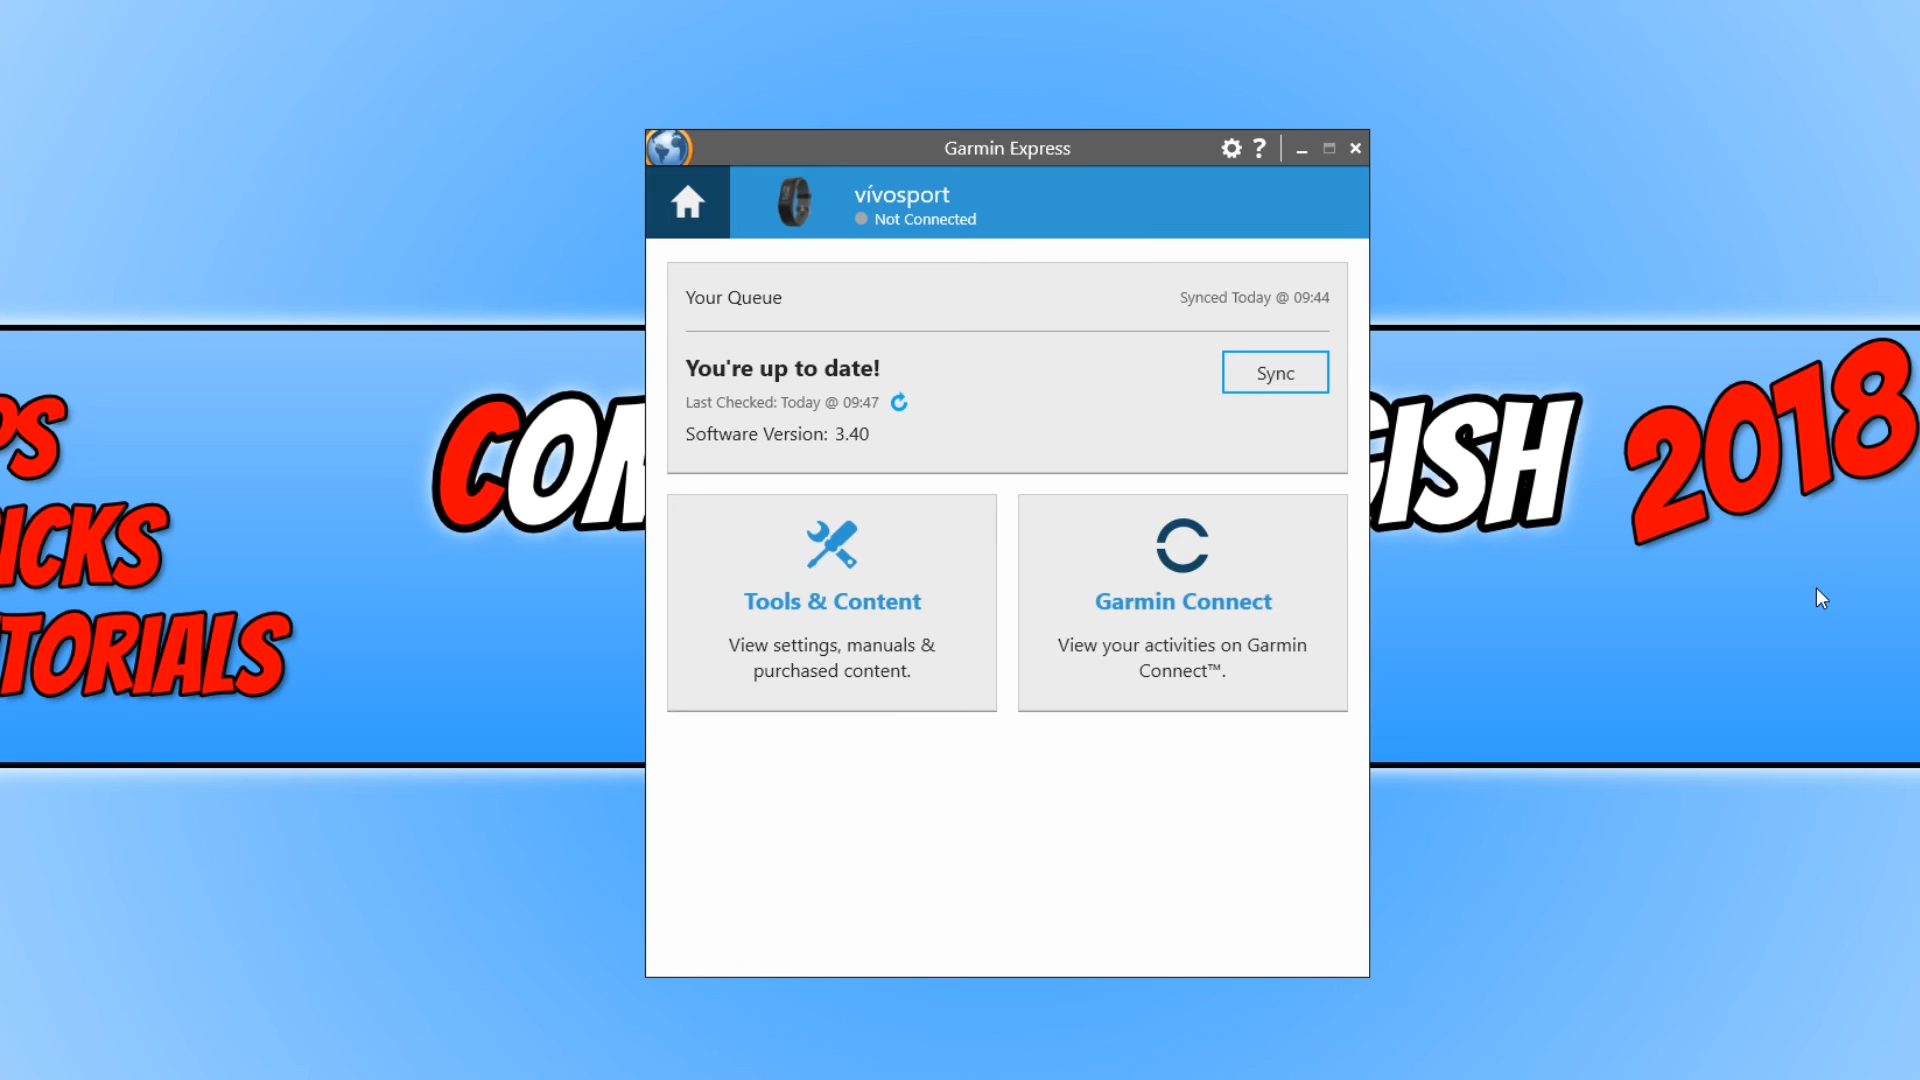 Garmin Express
vívosport
Not Connected
Your Queue
Synced Today @ 09:44
You're up to date!
Sync
Last Checked: Today @ 09:47
Software Version: 3.40
Tools & Content
View settings, manuals &
purchased content.
Garmin Connect
View your activities on Garmin
Connect™.
2018